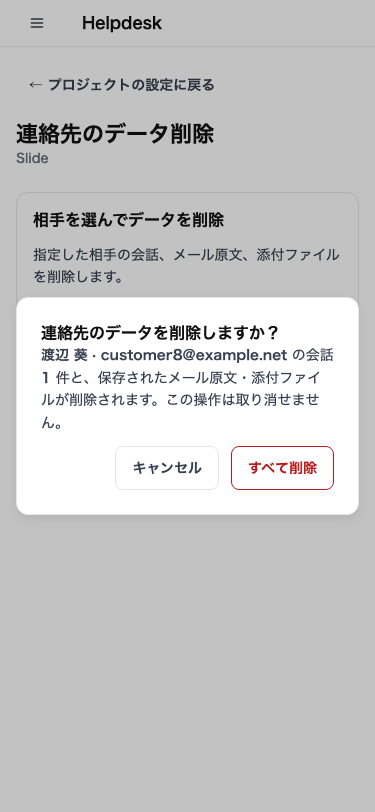 Helpdesk
← プロジェクトの設定に戻る
連絡先のデータ削除
Slide
相手を選んでデータを削除
指定した相手の会話、メール原文、添付ファイル
を削除します。
連絡先のデータを削除しますか？
渡辺 葵 · customer8@example.net の会話
1 件と、保存されたメール原文・添付ファイ
ルが削除されます。この操作は取り消せませ
ん。
キャンセル
すべて削除